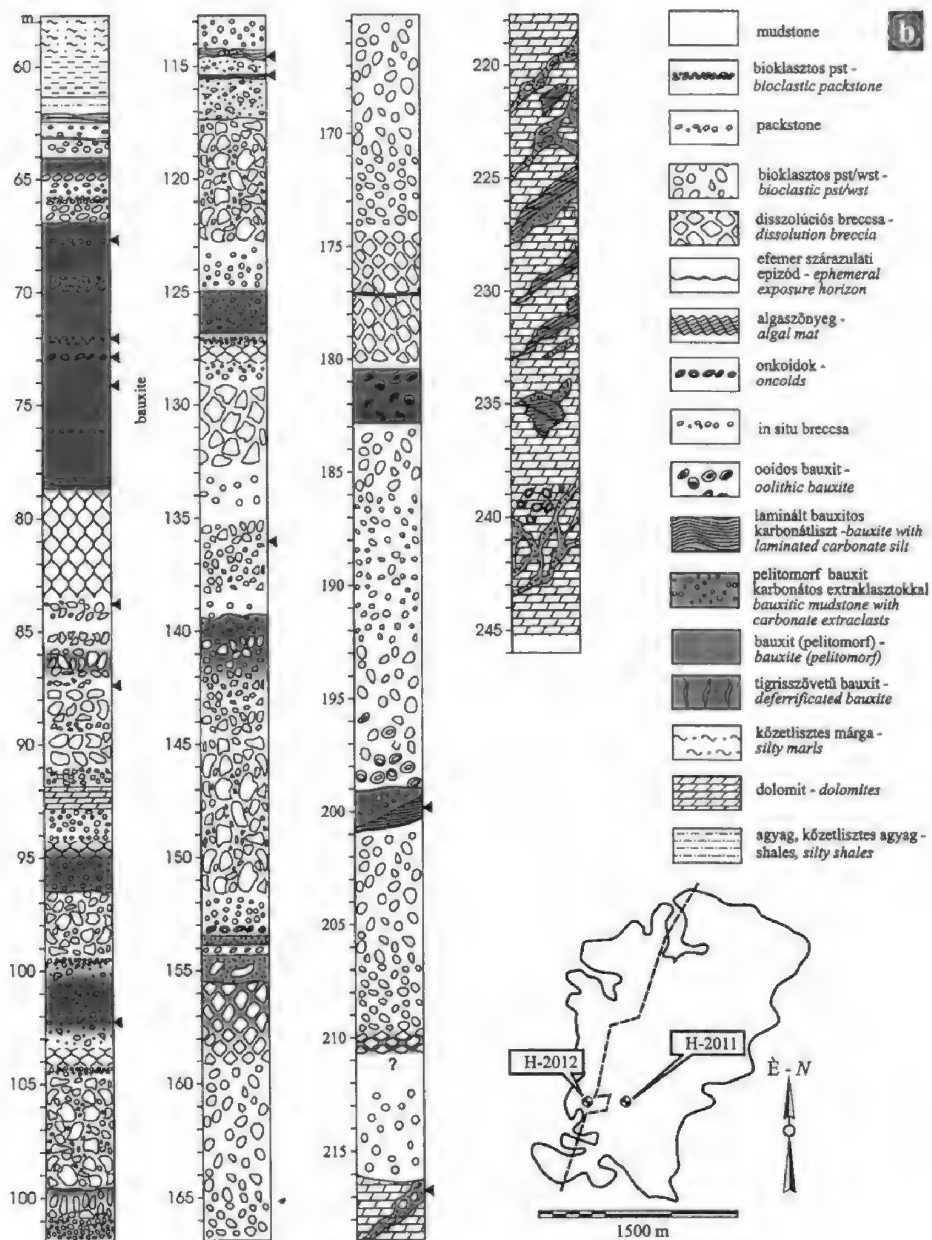 m
60
65
70
75
80
85
90
95
100
105
100
bauxite
115
120
125
130
135
140
145
150
155
160
165
170
175
180
185
190
195
200
205
210
?
215
220
225
230
235
240
245
b
mudstone
bioklasztos pst -
bioclastic packstone
packstone
bioklasztos pst/wst -
bioclastic pst/wst
disszolúciós breccsa -
dissolution breccia
efemer szárazulati
epizód - ephemeral
exposure horizon
algaszőnyeg -
algal mat
onkoidok -
oncoids
in situ breccsa
ooidos bauxit -
oolithic bauxite
laminált bauxitos
karbonátliszt -bauxite with
laminated carbonate silt
pelitomorf bauxit
karbonátos extraklasztokkal
bauxitic mudstone with
carbonate extraclasts
bauxit (pelitomorf) -
bauxite (pelitomorf)
tigrisszövetű bauxit -
deferrificated bauxite
kőzetlisztes márga -
silty marls
dolomit - dolomites
agyag, kőzetlisztes agyag -
shales, silty shales
H-2012
H-2011
È - N
1500 m